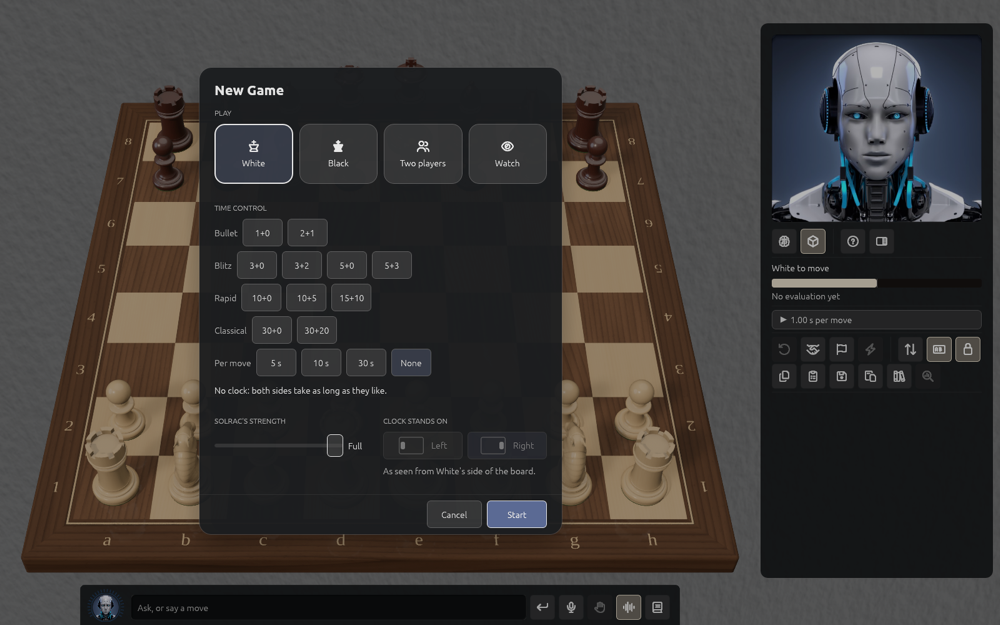 New Game
PLAY
White
Black
Two players
Watch
TIME CONTROL
Bullet 1+0 2+1
Blitz 3+0 3+2 5+0 5+3
Rapid 10+0 10+5 15+10
Classical 30+0 30+20
Per move 5 s 10 s 30 s None
No clock: both sides take as long as they like.
SOLRAC'S STRENGTH
Full
CLOCK STANDS ON
Left Right
As seen from White's side of the board.
Cancel Start
8 8
7 7
6 6
5 5
4 4
3 3
2 2
1 1
a b c d e f g h
White to move
No evaluation yet
1.00 s per move
Ask, or say a move